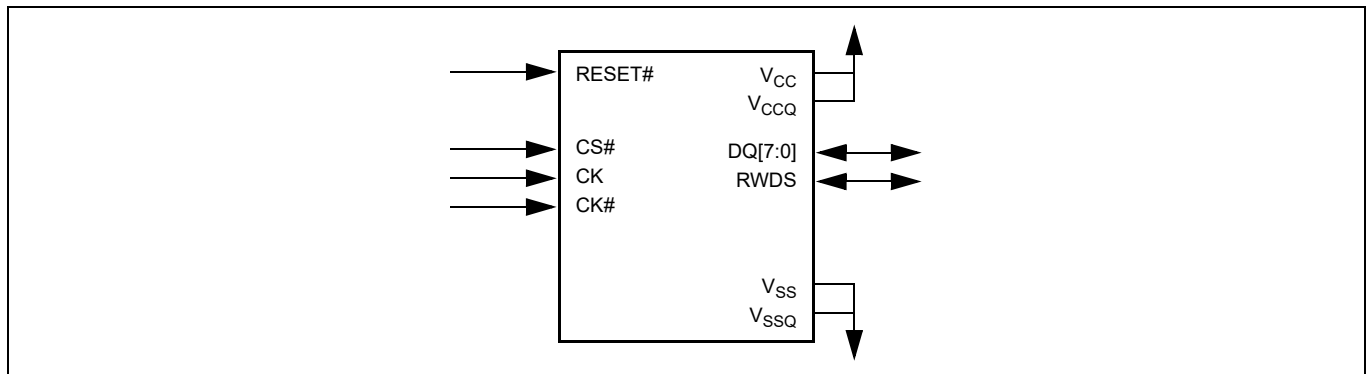 RESET#
CS#
CK
CK#
VCC
VCCQ
DQ[7:0]
RWDS
VSS
VSSQ